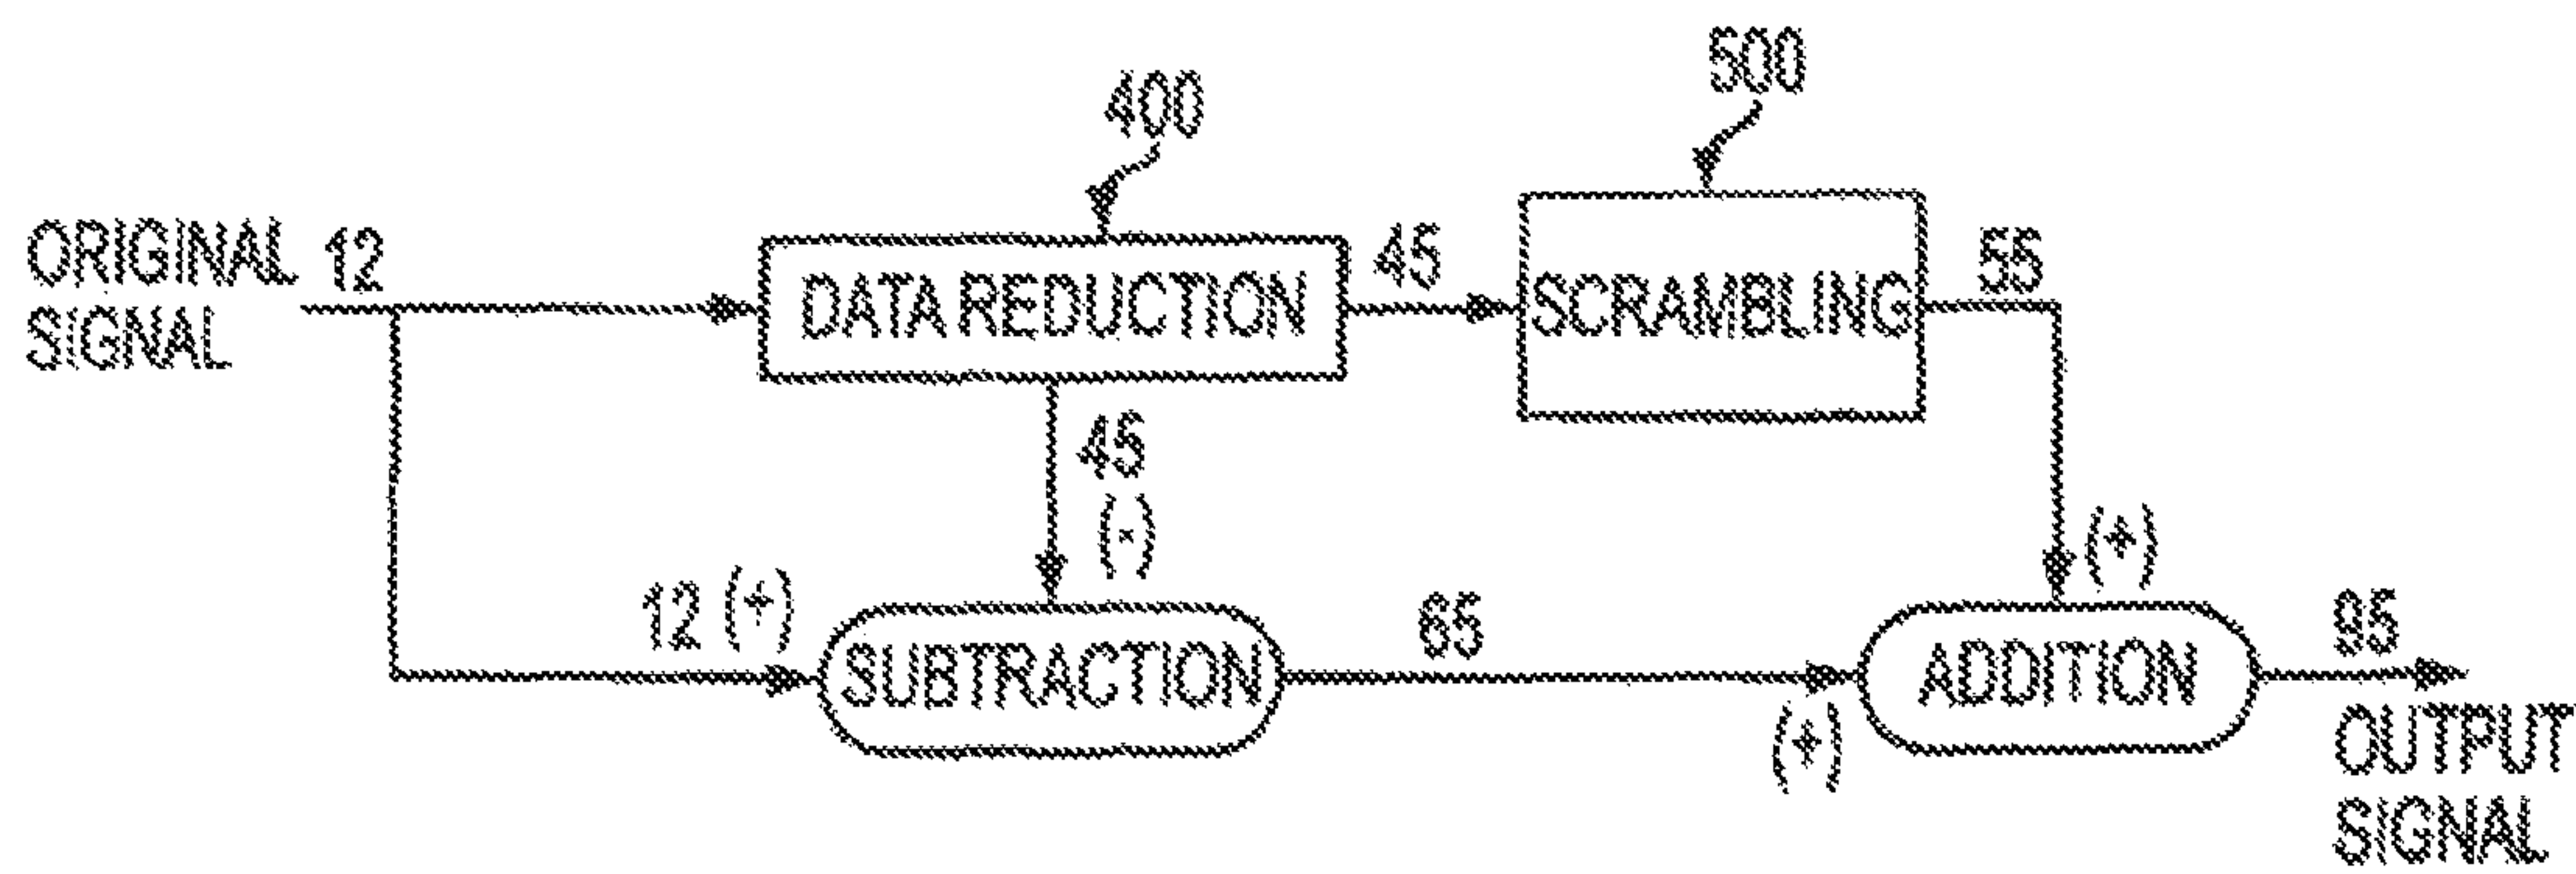 500
400
ORIGINAL 12
SIGNAL
DATA REDUCTION
45
SCRAMBLING
55
45
(-)
(+)
12 (+)
SUBTRACTION
65
(+)
ADDITION
95
OUTPUT
SIGNAL